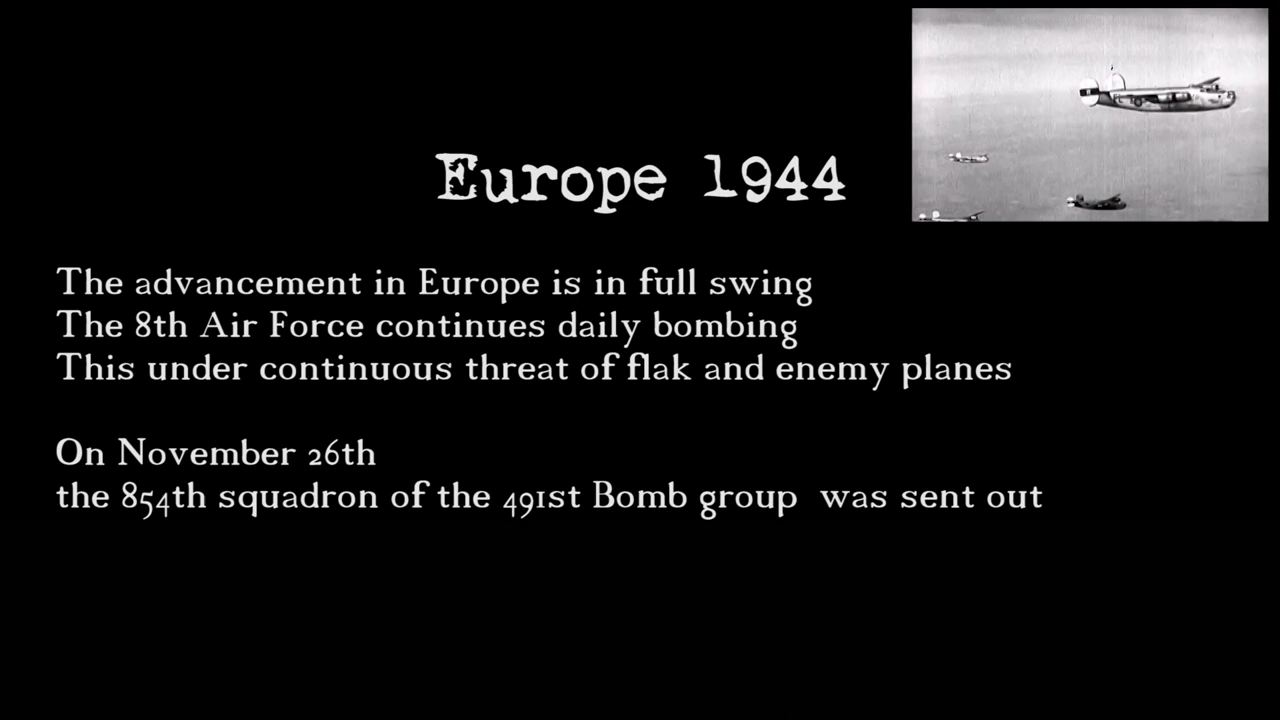 Europe 1944
The advancement in Europe is in full swing
The 8th Air Force continues daily bombing
This under continuous threat of flak and enemy planes
On November 26th
the 854th squadron of the 491st Bomb group  was sent out